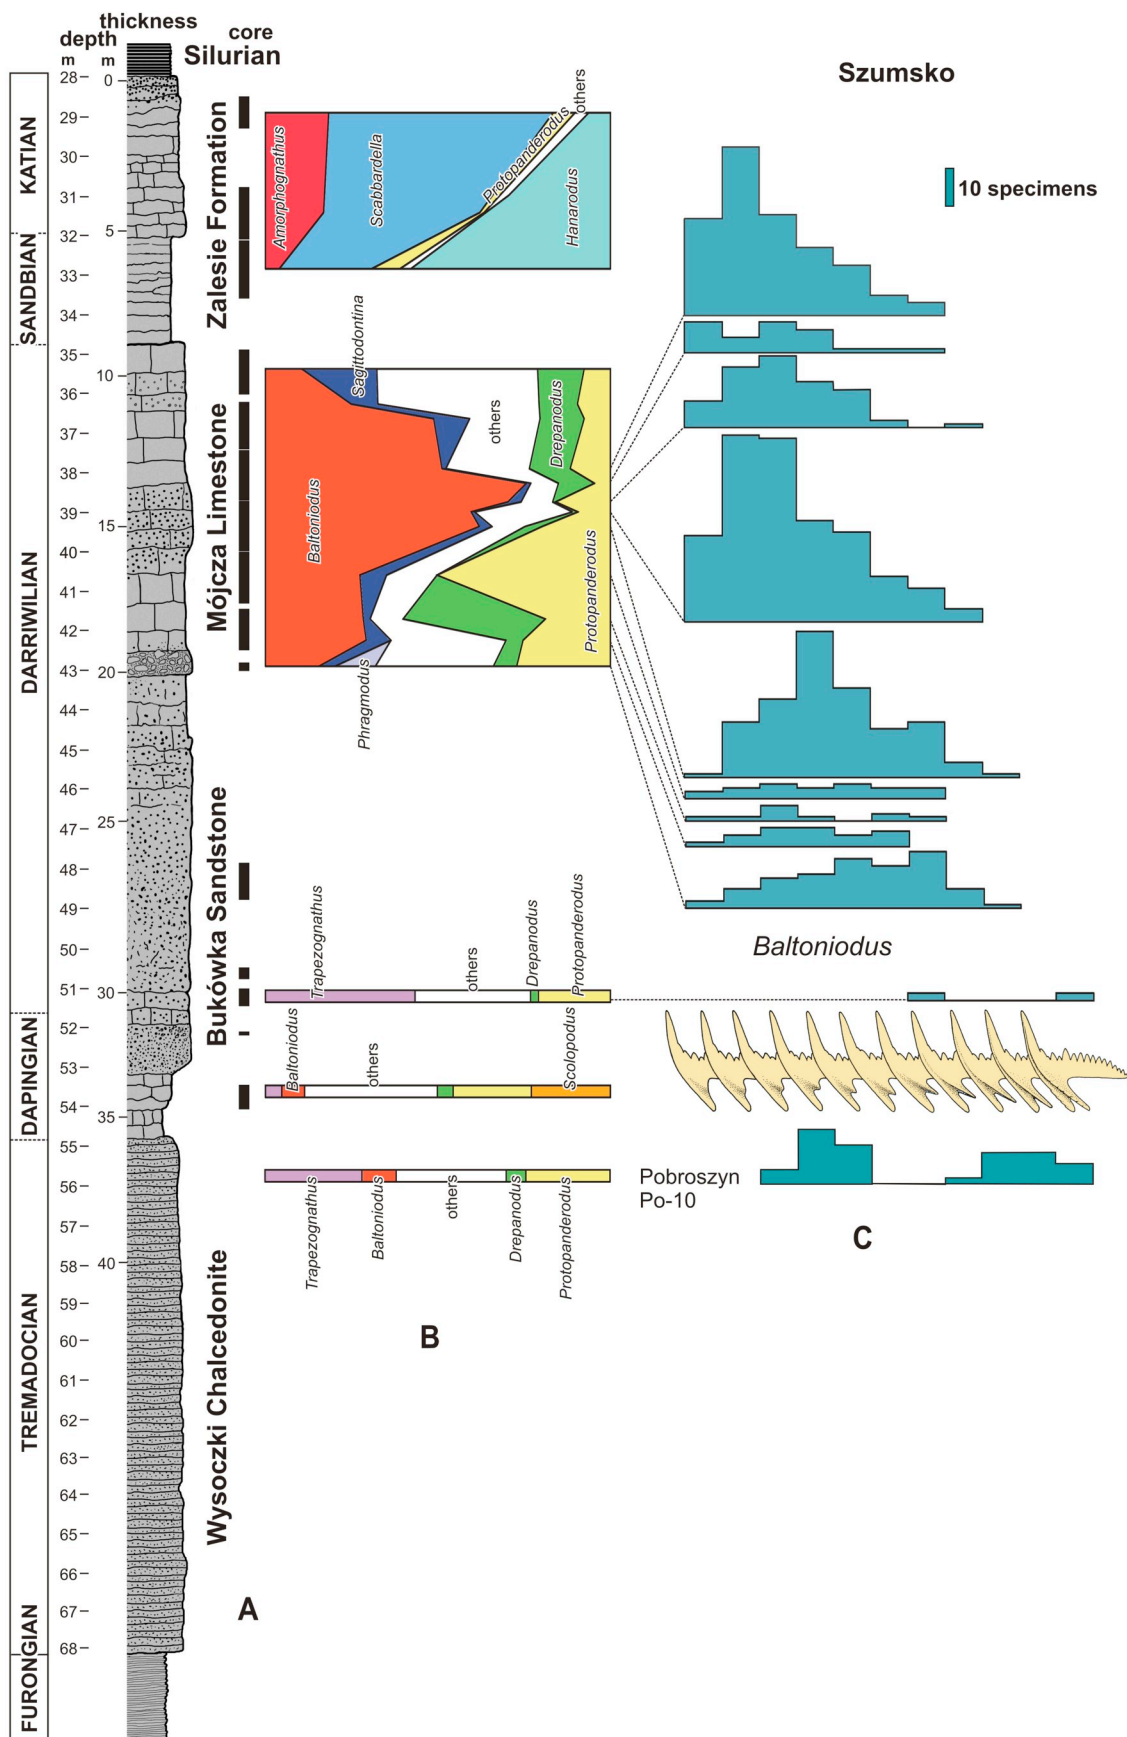 thickness
depth
m
m
core
Silurian
Szumsko
28
29
30
31
32
33
34
35
36
37
38
39
40
41
42
43
44
45
46
47
48
49
50
51
52
53
54
55
56
57
58
59
60
61
62
63
64
65
66
67
68
0
5
10
15
20
25
30
35
40
KATIAN
SANDBIAN
DARRIWILIAN
DAPINGIAN
TREMADOCIAN
FURONGIAN
Zalesie Formation
Mójcza Limestone
Bukówka Sandstone
Wysoczki Chalcedonite
A
Amorphognathus
Scabbardella
Protopanderodus
others
Hanarodus
Sagittodontina
Baltoniodus
others
Drepanodus
Protopanderodus
Phragmodus
Trapezognathus
others
Drepanodus
Protopanderodus
Baltoniodus
others
Scolopodus
Trapezognathus
Baltoniodus
others
Drepanodus
Protopanderodus
B
10 specimens
Baltoniodus
Pobroszyn
Po-10
C